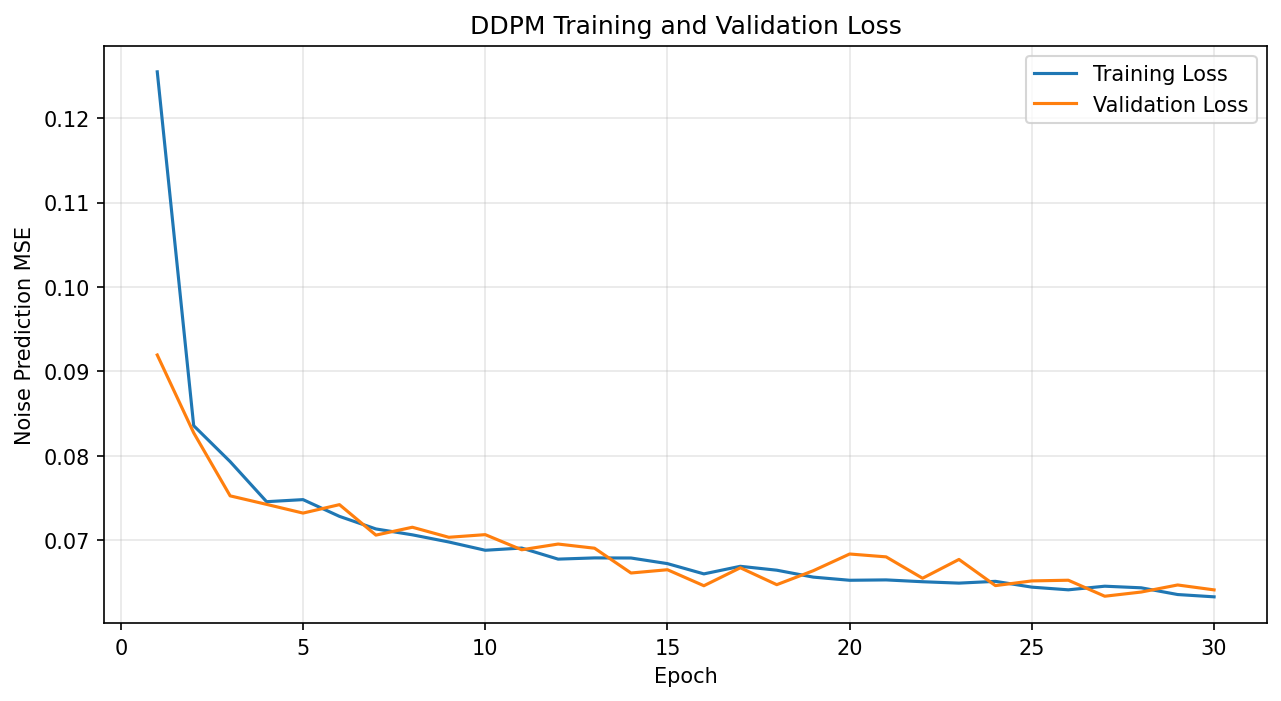 DDPM Training and Validation Loss
Training Loss
Validation Loss
Noise Prediction MSE
0.12
0.11
0.10
0.09
0.08
0.07
0 5 10 15 20 25 30
Epoch